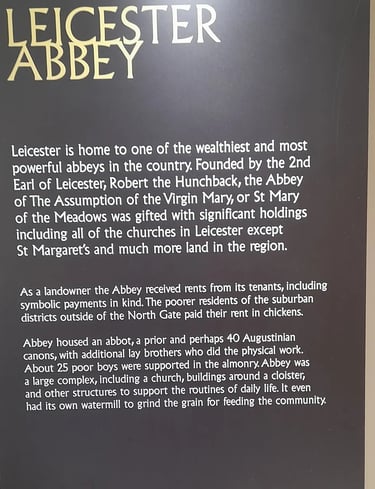 LEICESTER
ABBEY
Leicester is home to one of the wealthiest and most
powerful abbeys in the country. Founded by the 2nd
Earl of Leicester, Robert the Hunchback, the Abbey
of The Assumption of the Virgin Mary, or St Mary
of the Meadows was gifted with significant holdings
including all of the churches in Leicester except
St Margaret's and much more land in the region.
As a landowner the Abbey received rents from its tenants, including
symbolic payments in kind. The poorer residents of the suburban
districts outside of the North Gate paid their rent in chickens.
Abbey housed an abbot, a prior and perhaps 40 Augustinian
canons, with additional lay brothers who did the physical work.
About 25 poor boys were supported in the almonry. Abbey was
a large complex, including a church, buildings around a cloister,
and other structures to support the routines of daily life. It even
had its own watermill to grind the grain for feeding the community.